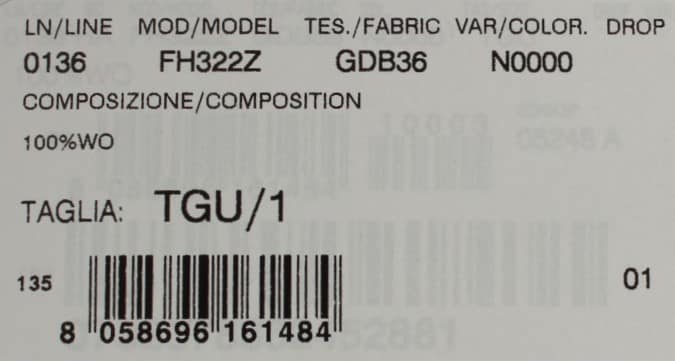 LN/LINE MOD/MODEL TES./FABRIC VAR/COLOR. DROP
0136 FH322Z GDB36 N0000
COMPOSIZIONE/COMPOSITION
100%WO
TAGLIA: TGU/1
135 01
8 058696 161484